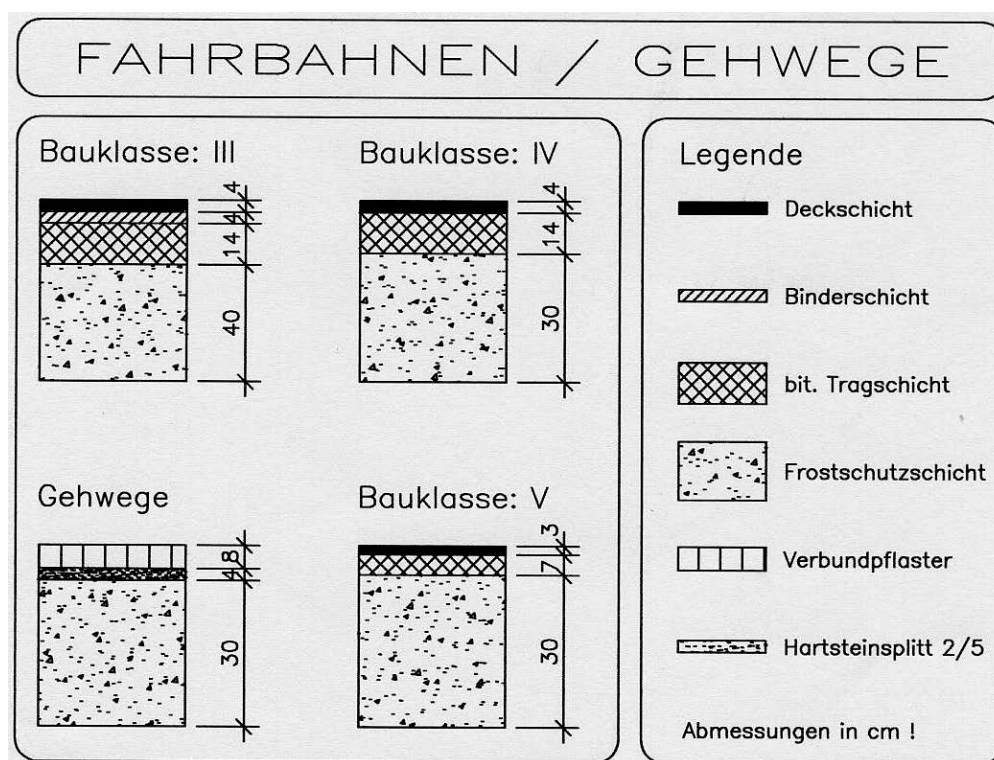 FAHRBAHNEN / GEHWEGE
Bauklasse: III
4
4
14
40
Bauklasse: IV
4
14
30
Gehwege
8
4
30
Bauklasse: V
3
7
30
Legende
Deckschicht
Binderschicht
bit. Tragschicht
Frostschutzschicht
Verbundpflaster
Hartsteinsplitt 2/5
Abmessungen in cm !